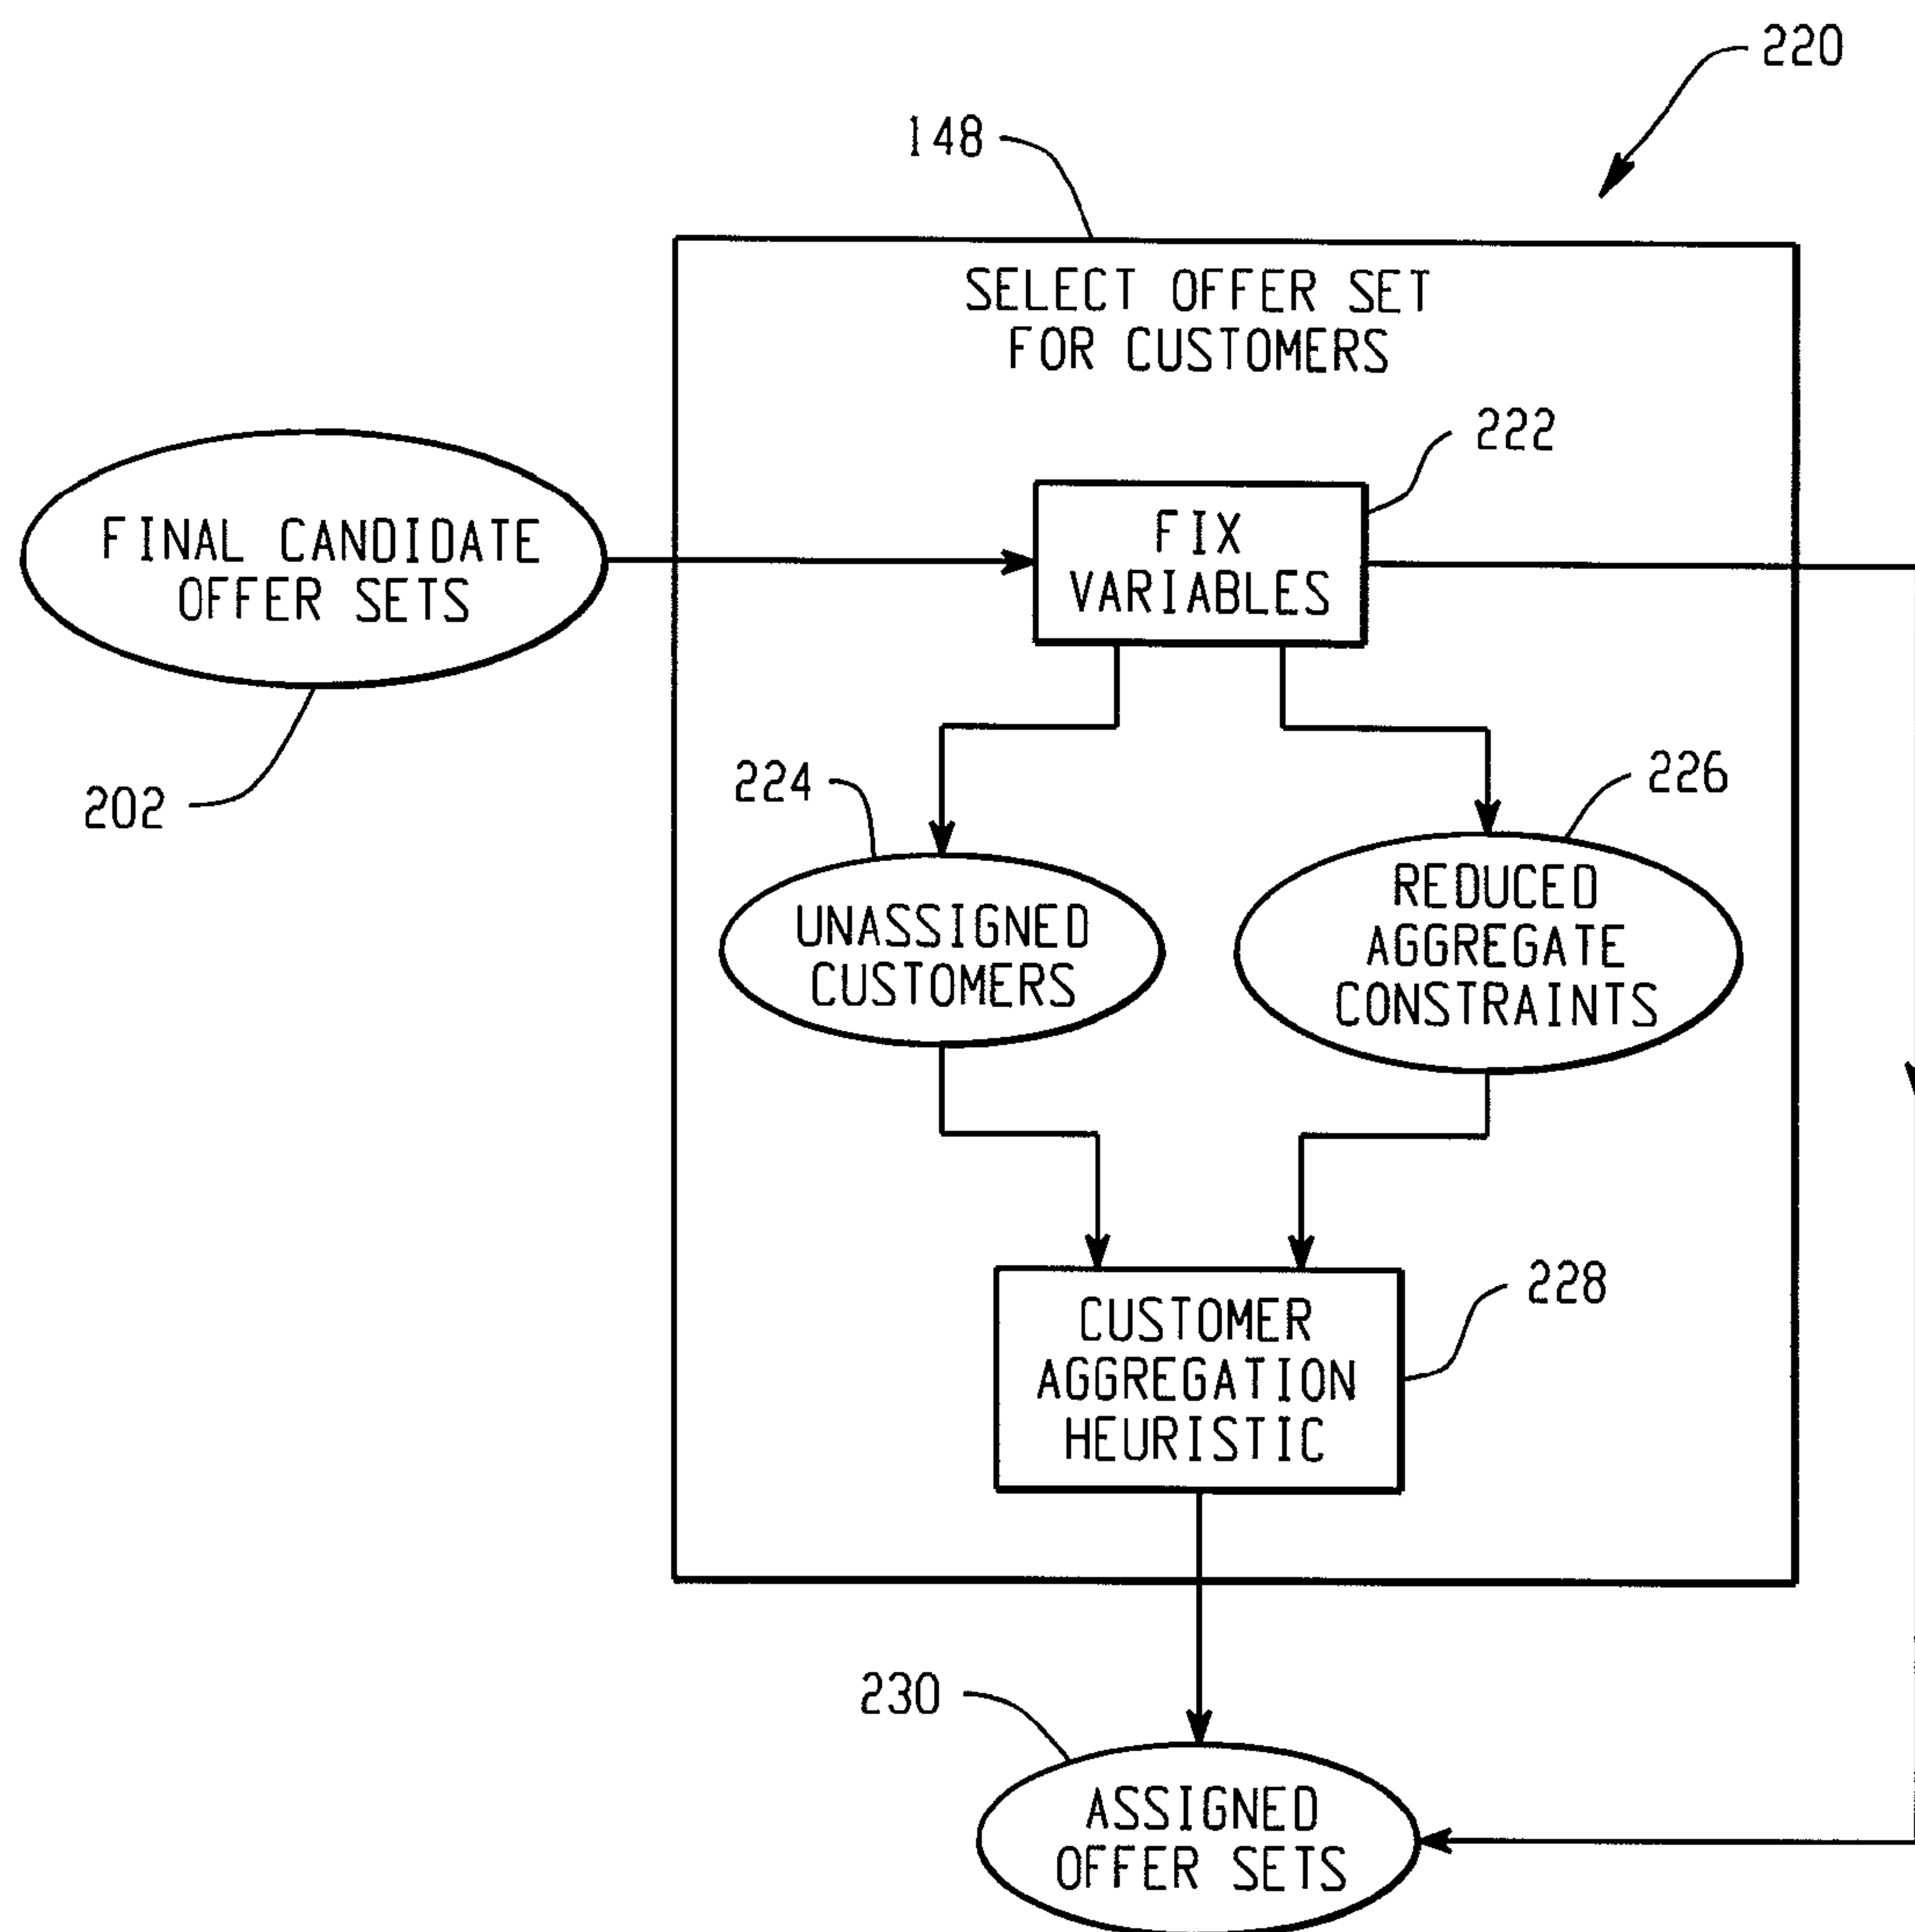 220
148
SELECT OFFER SET
FOR CUSTOMERS
222
FIX
VARIABLES
FINAL CANDIDATE
OFFER SETS
202
224
226
UNASSIGNED
CUSTOMERS
REDUCED
AGGREGATE
CONSTRAINTS
228
CUSTOMER
AGGREGATION
HEURISTIC
230
ASSIGNED
OFFER SETS